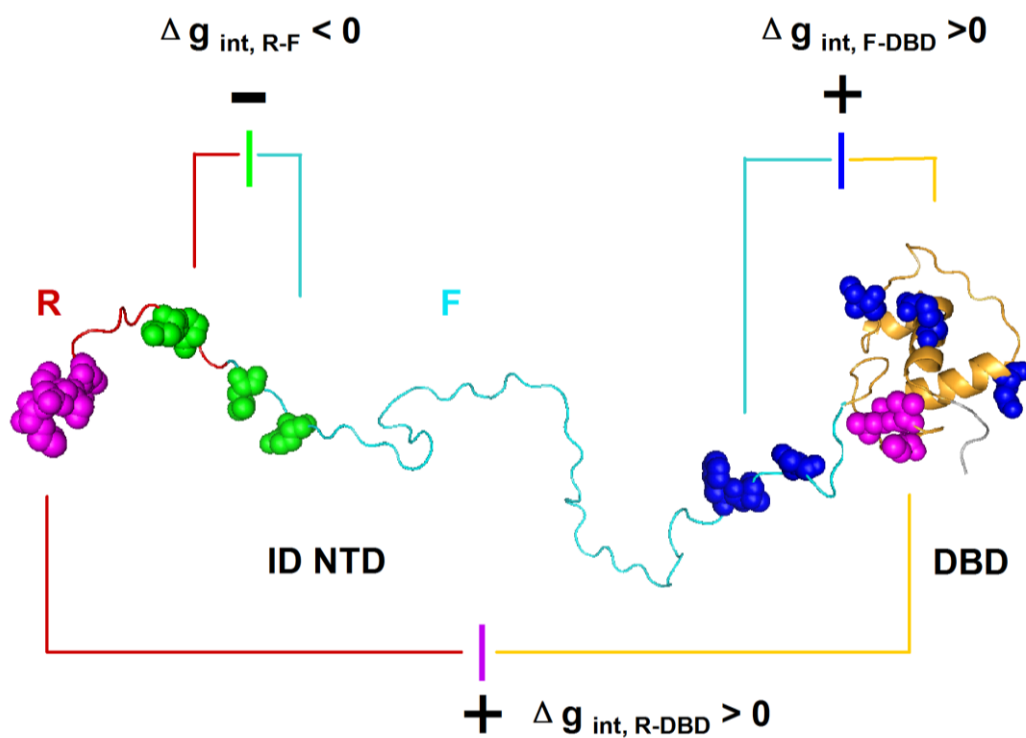 Δ g int, R-F < 0
Δ g int, F-DBD >0
−
+
R
F
ID NTD
DBD
+ Δ g int, R-DBD > 0